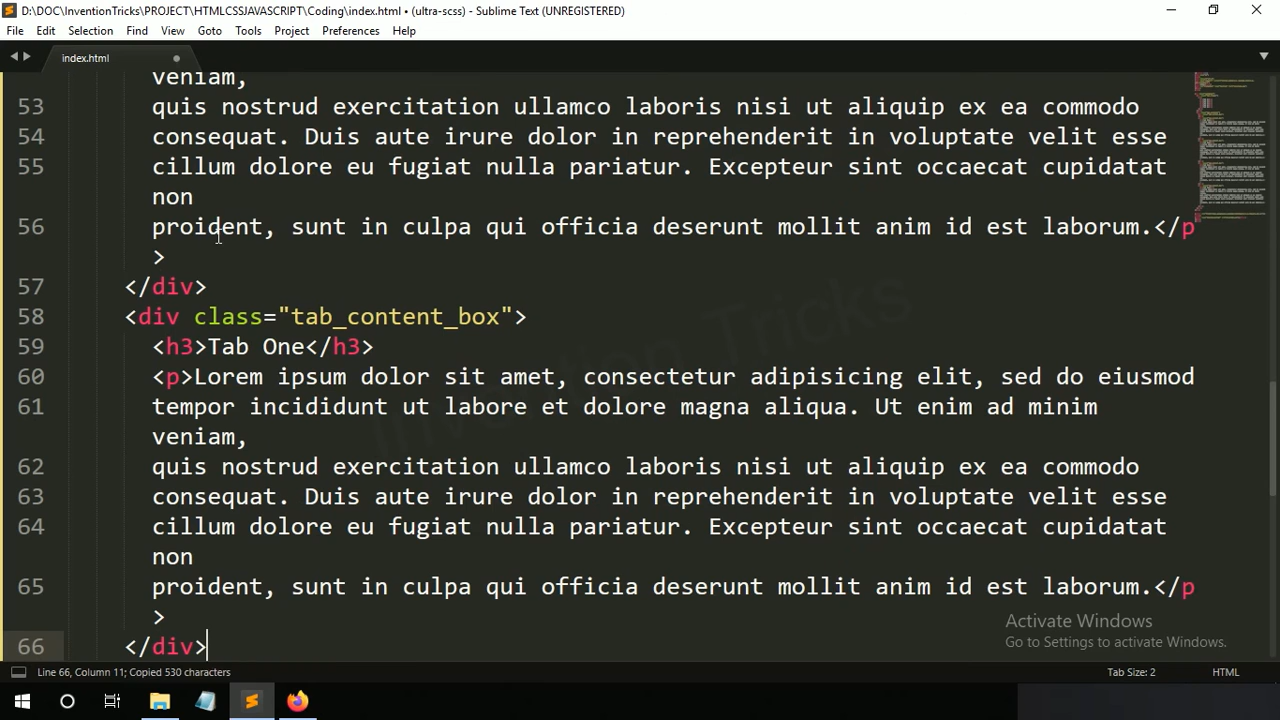 D:\DOC\InventionTricks\PROJECT\HTMLCSSJAVASCRIPT\Coding\index.html • (ultra-scss) - Sublime Text (UNREGISTERED)
File Edit Selection Find View Goto Tools Project Preferences Help
index.html
veniam,
53 quis nostrud exercitation ullamco laboris nisi ut aliquip ex ea commodo
54 consequat. Duis aute irure dolor in reprehenderit in voluptate velit esse
55 cillum dolore eu fugiat nulla pariatur. Excepteur sint occaecat cupidatat
non
56 proident, sunt in culpa qui officia deserunt mollit anim id est laborum.</p
>
57 </div>
58 <div class="tab_content_box">
59 <h3>Tab One</h3>
60 <p>Lorem ipsum dolor sit amet, consectetur adipisicing elit, sed do eiusmod
61 tempor incididunt ut labore et dolore magna aliqua. Ut enim ad minim
veniam,
62 quis nostrud exercitation ullamco laboris nisi ut aliquip ex ea commodo
63 consequat. Duis aute irure dolor in reprehenderit in voluptate velit esse
64 cillum dolore eu fugiat nulla pariatur. Excepteur sint occaecat cupidatat
non
65 proident, sunt in culpa qui officia deserunt mollit anim id est laborum.</p
>
66 </div>
Invention Tricks
Activate Windows
Go to Settings to activate Windows.
Line 66, Column 11; Copied 530 characters
Tab Size: 2
HTML